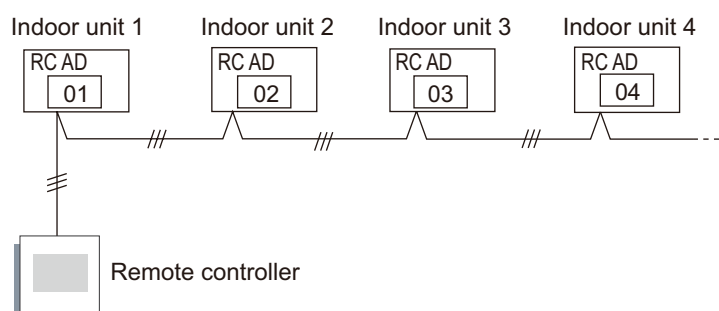 Indoor unit 1 Indoor unit 2 Indoor unit 3 Indoor unit 4
RC AD RC AD RC AD RC AD
01 02 03 04
Remote controller